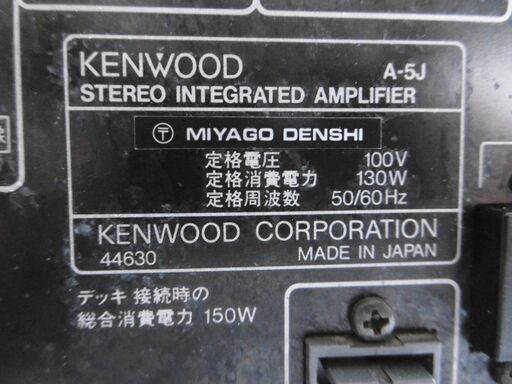 KENWOOD A-5J
STEREO INTEGRATED AMPLIFIER
〒 MIYAGO DENSHI
定格電圧 100V
定格消費電力 130W
定格周波数 50/60Hz
KENWOOD CORPORATION
44630 MADE IN JAPAN
デッキ 接続時の
総合消費電力 150W